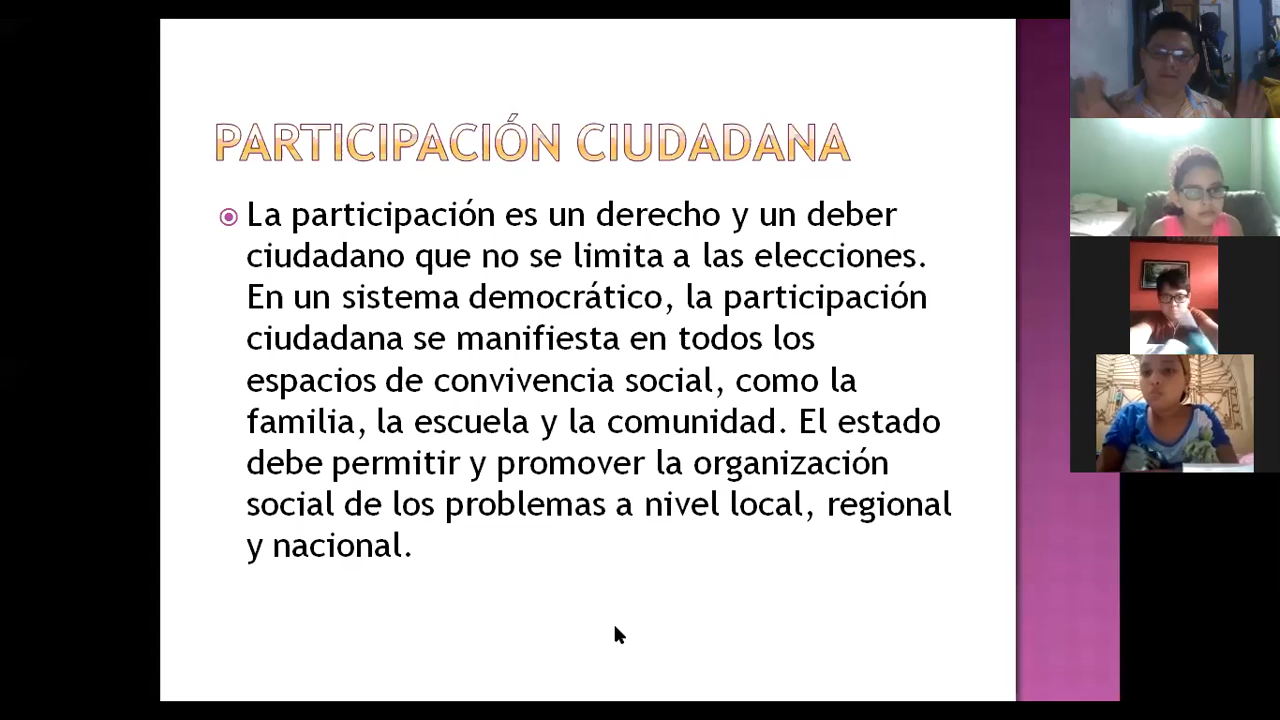 PARTICIPACIÓN CIUDADANA
La participación es un derecho y un deber
ciudadano que no se limita a las elecciones.
En un sistema democrático, la participación
ciudadana se manifiesta en todos los
espacios de convivencia social, como la
familia, la escuela y la comunidad. El estado
debe permitir y promover la organización
social de los problemas a nivel local, regional
y nacional.